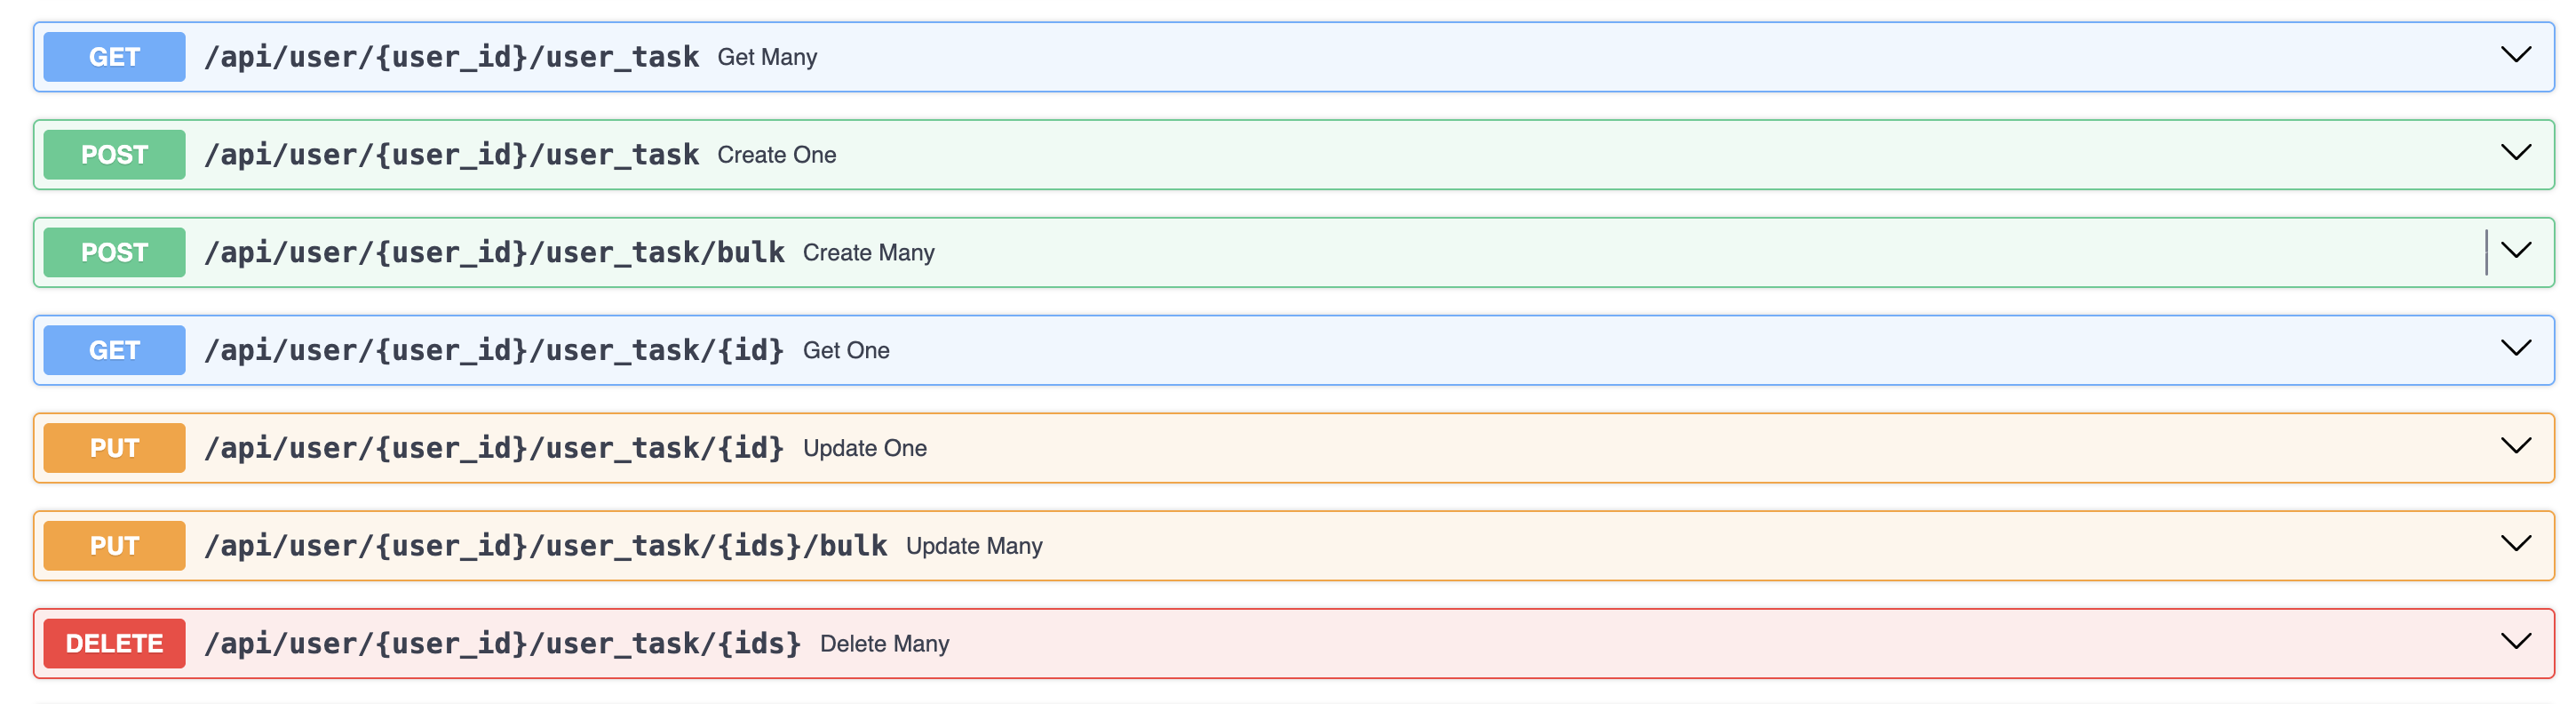 GET /api/user/{user_id}/user_task Get Many
POST /api/user/{user_id}/user_task Create One
POST /api/user/{user_id}/user_task/bulk Create Many
GET /api/user/{user_id}/user_task/{id} Get One
PUT /api/user/{user_id}/user_task/{id} Update One
PUT /api/user/{user_id}/user_task/{ids}/bulk Update Many
DELETE /api/user/{user_id}/user_task/{ids} Delete Many